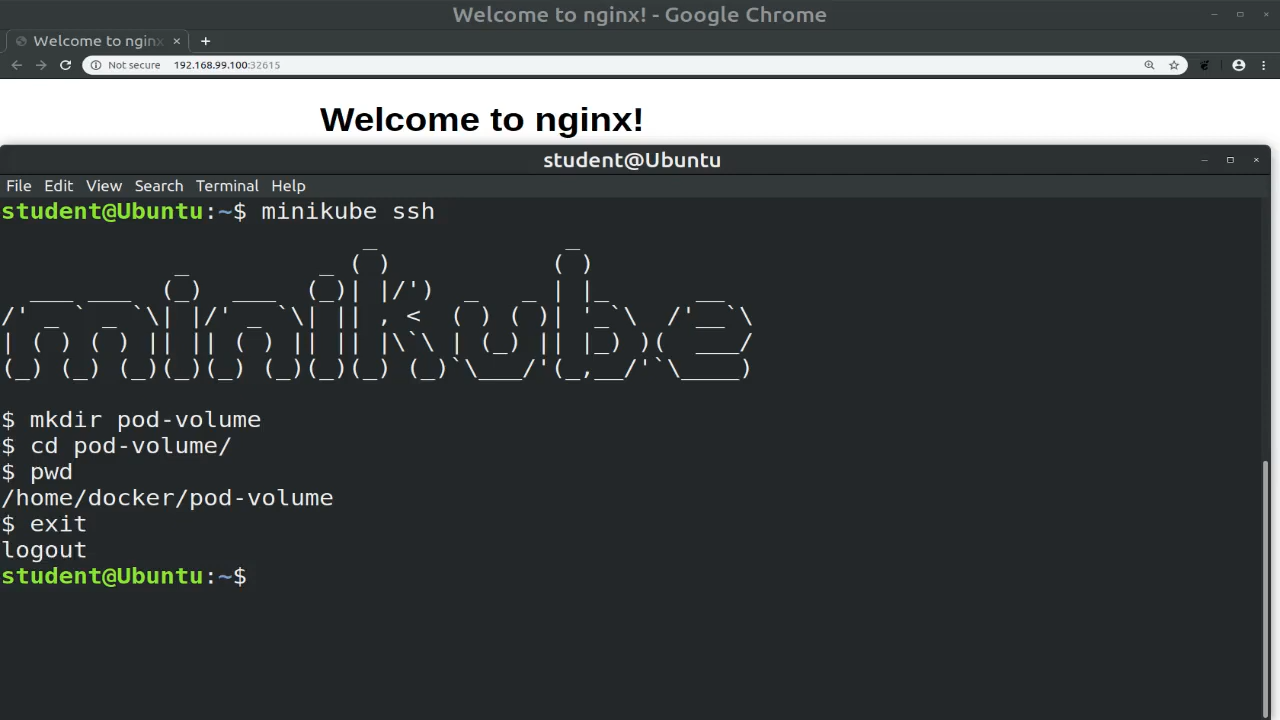 Welcome to nginx! - Google Chrome
Welcome to nginx
Not secure 192.168.99.100:32615
Welcome to nginx!
student@Ubuntu
File Edit View Search Terminal Help
student@Ubuntu:~$ minikube ssh
minikube
$ mkdir pod-volume
$ cd pod-volume/
$ pwd
/home/docker/pod-volume
$ exit
logout
student@Ubuntu:~$